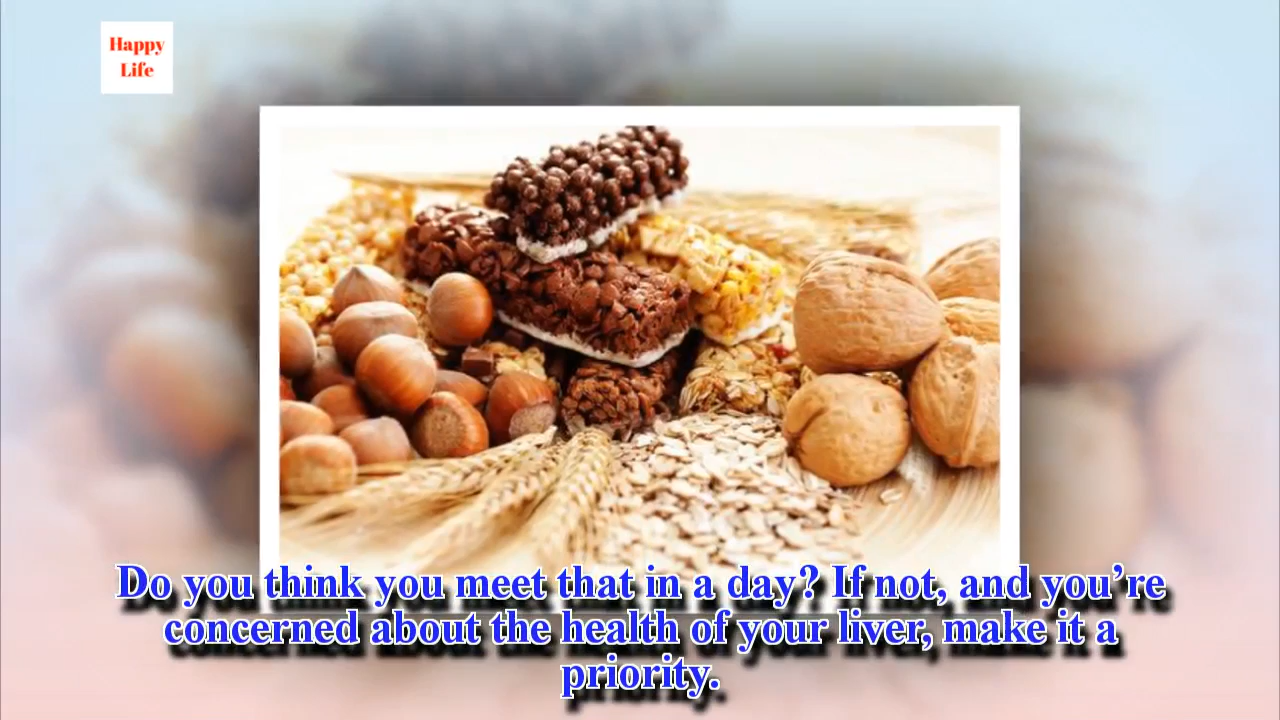 Happy
Life
Do you think you meet that in a day? If not, and you’re
concerned about the health of your liver, make it a
priority.